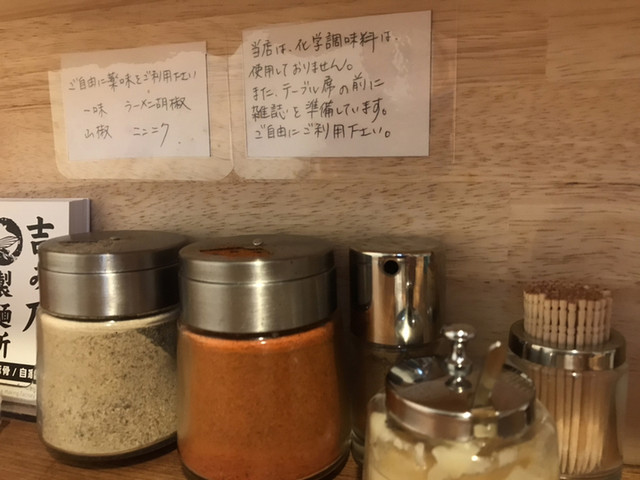 ご自由に薬味をご利用下さい
一味 ラーメン胡椒
山椒 ニンニク
当店は、化学調味料は、
使用しておりません。
また、テーブル席の前に
雑誌を準備しています。
ご自由にご利用下さい。
製麺所